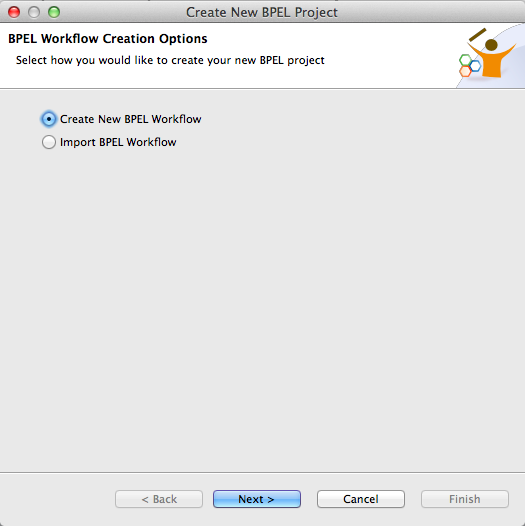 Create New BPEL Project
BPEL Workflow Creation Options
Select how you would like to create your new BPEL project
Create New BPEL Workflow
Import BPEL Workflow
< Back
Next >
Cancel
Finish